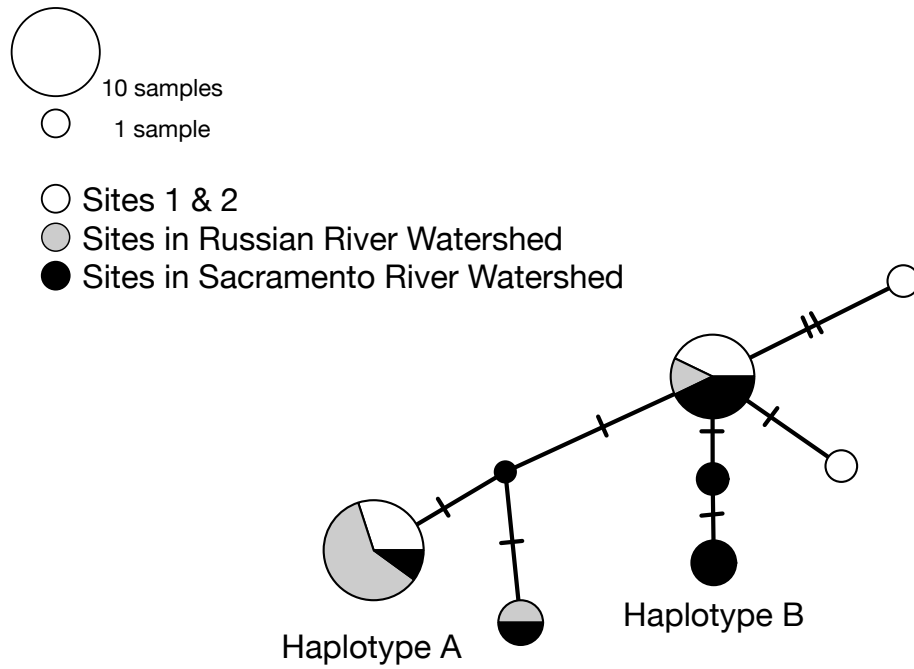 10 samples
1 sample
Sites 1 & 2
Sites in Russian River Watershed
Sites in Sacramento River Watershed
Haplotype B
Haplotype A